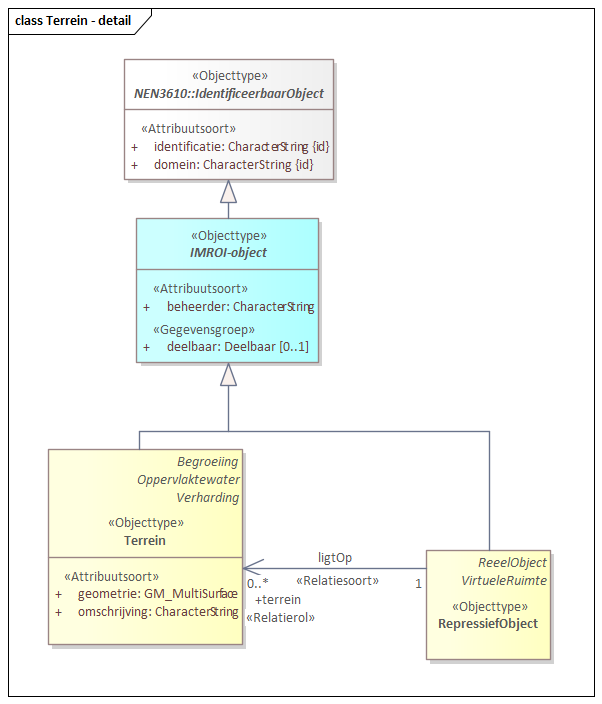 class Terrein - detail
«Objecttype»
NEN3610::IdentificeerbaarObject
«Attribuutsoort»
+ identificatie: CharacterString {id}
+ domein: CharacterString {id}
«Objecttype»
IMROI-object
«Attribuutsoort»
+ beheerder: CharacterString
«Gegevensgroep»
+ deelbaar: Deelbaar [0..1]
Begroeiing
Oppervlaktewater
Verharding
«Objecttype»
Terrein
«Attribuutsoort»
+ geometrie: GM_MultiSurface
+ omschrijving: CharacterString
ligtOp
0..* «Relatiesoort» 1
+terrein
«Relatierol»
ReeelObject
VirtueleRuimte
«Objecttype»
RepressiefObject